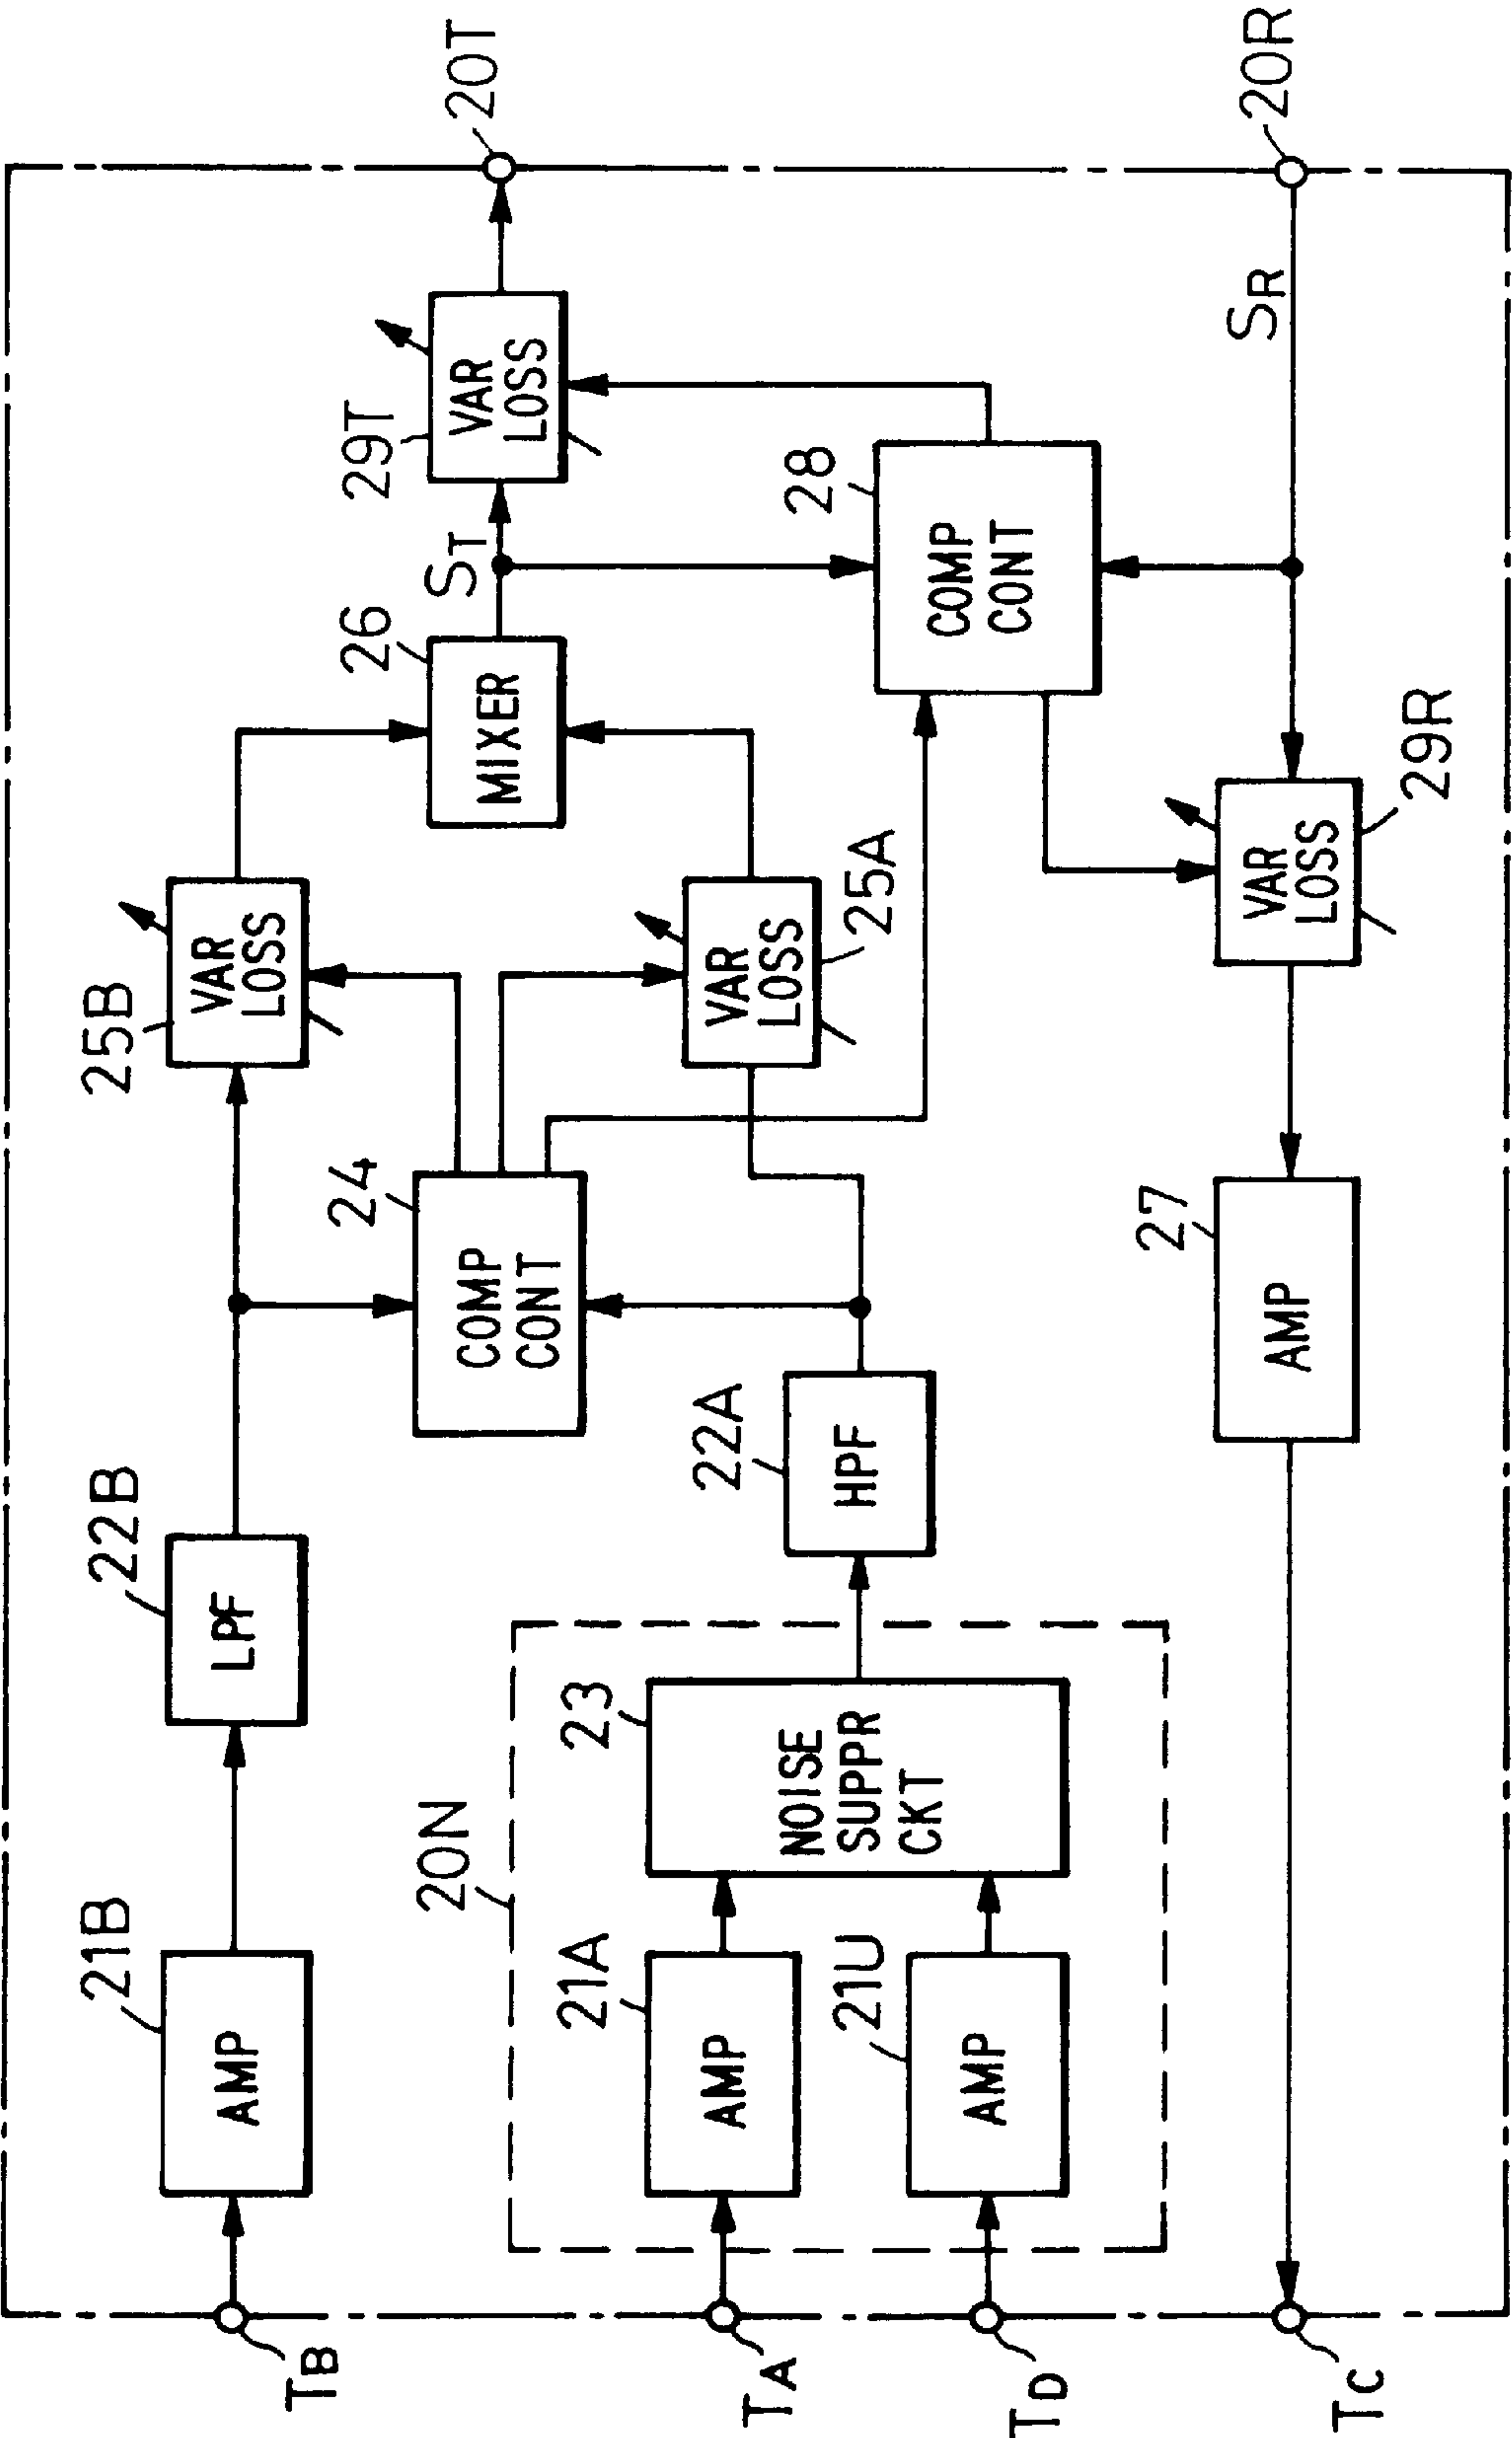 TB
21B
AMP
22B
LPF
25B
VAR
LOSS
24
COMP
CONT
26
MIXER
ST
29T
VAR
LOSS
20T
20N
TA
21A
AMP
23
NOISE
SUPPR
CKT
TD
21U
AMP
22A
HPF
25A
VAR
LOSS
28
COMP
CONT
TC
27
AMP
29R
VAR
LOSS
SR
20R